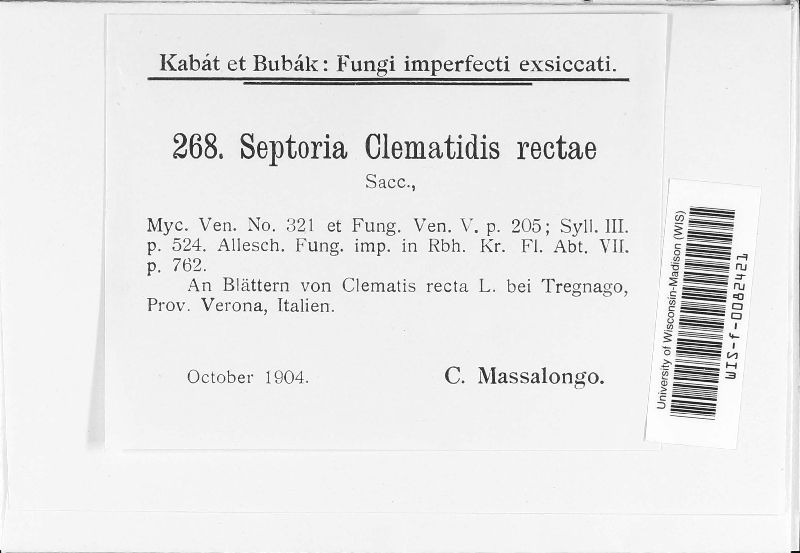 Kabát et Bubák: Fungi imperfecti exsiccati.
268. Septoria Clematidis rectae
Sacc.,
Myc. Ven. No. 321 et Fung. Ven. V. p. 205; Syll. III.
p. 524. Allesch. Fung. imp. in Rbh. Kr. Fl. Abt. VII.
p. 762.
An Blättern von Clematis recta L. bei Tregnago,
Prov. Verona, Italien.
October 1904.
C. Massalongo.
University of Wisconsin-Madison (WIS)
WIS-f-0082421